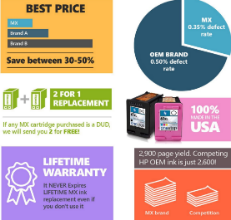 BEST PRICE
MX
Brand A
Brand B
Save between 30-50%
MX
0.35% defect
rate
OEM BRAND
0.50% defect
rate
2 FOR 1
REPLACEMENT
If any MX cartridge purchased is a DUD,
we will send you 2 for FREE!
100%
MADE IN THE
USA
LIFETIME
WARRANTY
It NEVER Expires
LIFETIME MX ink
replacement even if
you don't use it
2,900 page yield. Competing
HP OEM ink is just 2,600!
MX brand
Competition